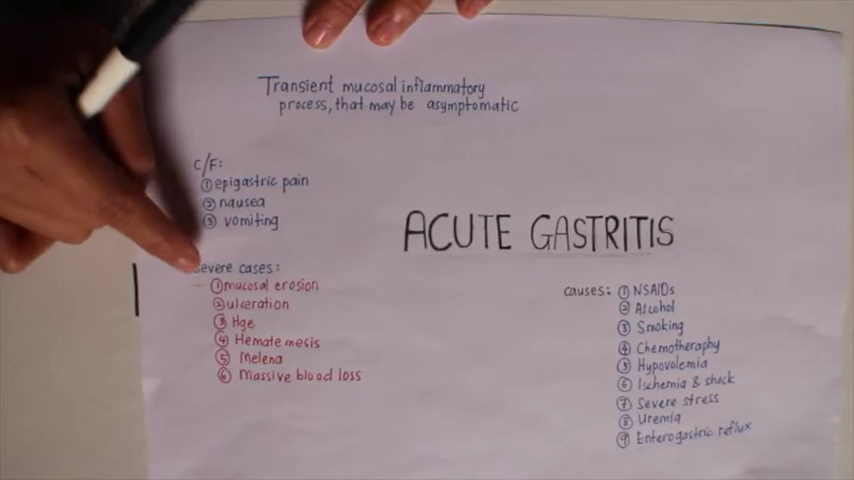 Transient mucosal inflammatory
process, that may be asymptomatic
C/F:
① epigastric pain
② nausea
③ vomiting
ACUTE GASTRITIS
Severe cases:
① mucosal erosion
② ulceration
③ Hge
④ Hematemesis
⑤ Melena
⑥ Massive blood loss
causes: ① NSAIDs
② Alcohol
③ Smoking
④ Chemotheraphy
⑤ Hypovolemia
⑥ Ischemia & shock
⑦ Severe stress
⑧ Uremia
⑨ Enterogastric reflux